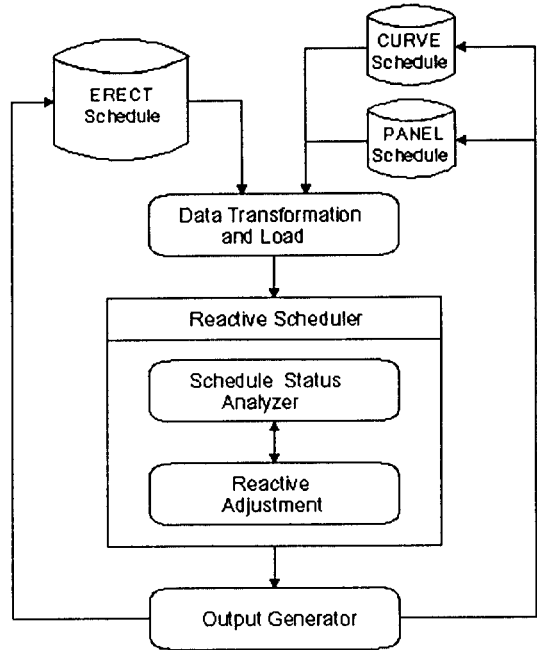 CURVE
Schedule
ERECT
Schedule
PANEL
Schedule
Data Transformation
and Load
Reactive Scheduler
Schedule Status
Analyzer
Reactive
Adjustment
Output Generator